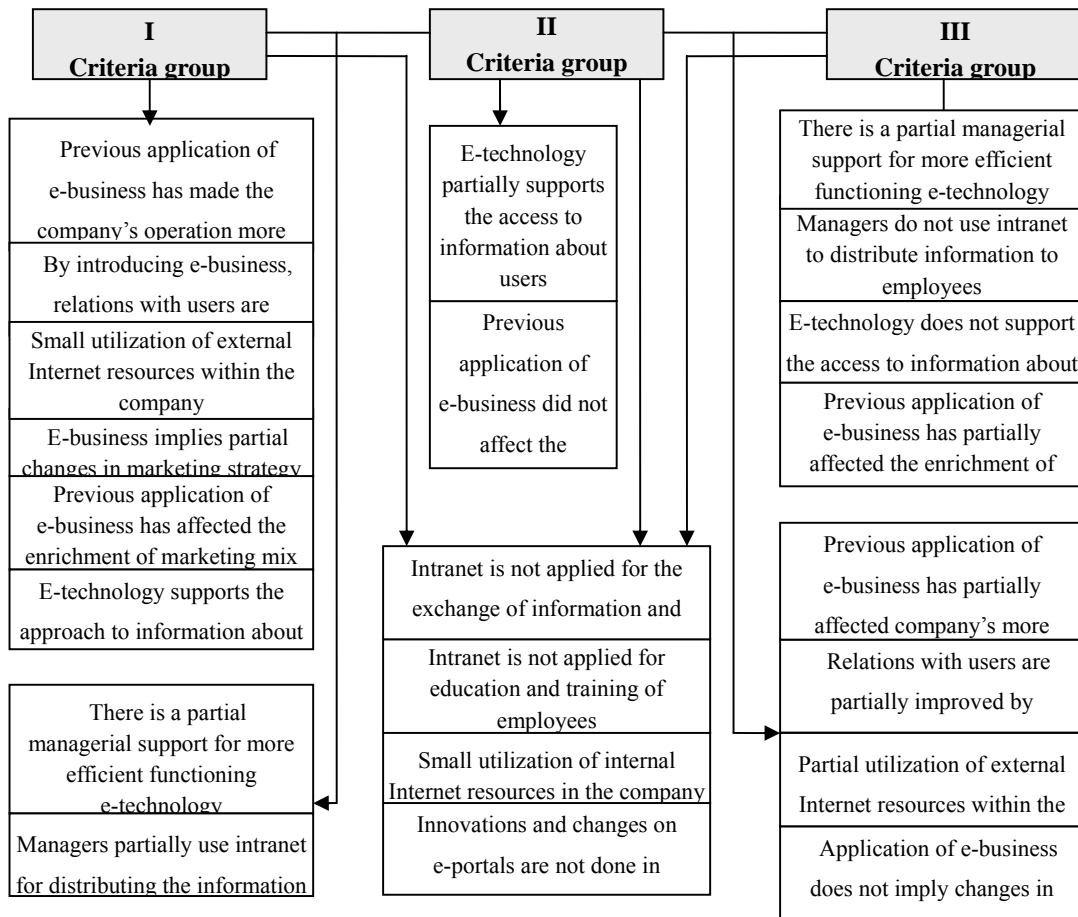 I
Criteria group
II
Criteria group
III
Criteria group
Previous application of
e-business has made the
company's operation more
By introducing e-business,
relations with users are
Small utilization of external
Internet resources within the
company
E-business implies partial
changes in marketing strategy
Previous application of
e-business has affected the
enrichment of marketing mix
E-technology supports the
approach to information about
There is a partial
managerial support for more
efficient functioning
e-technology
Managers partially use intranet
for distributing the information
E-technology
partially supports
the access to
information about
users
Previous
application of
e-business did not
affect the
Intranet is not applied for the
exchange of information and
Intranet is not applied for
education and training of
employees
Small utilization of internal
Internet resources in the company
Innovations and changes on
e-portals are not done in
There is a partial managerial
support for more efficient
functioning e-technology
Managers do not use intranet
to distribute information to
employees
E-technology does not support
the access to information about
Previous application of
e-business has partially
affected the enrichment of
Previous application of
e-business has partially
affected company's more
Relations with users are
partially improved by
Partial utilization of external
Internet resources within the
Application of e-business
does not imply changes in